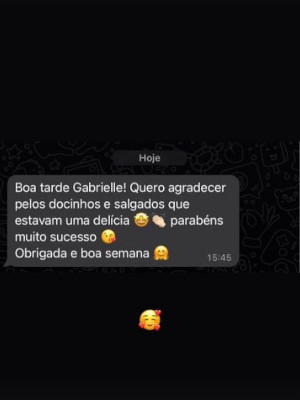 Hoje
Boa tarde Gabrielle! Quero agradecer
pelos docinhos e salgados que
estavam uma delícia 🤩👏🏻 parabéns
muito sucesso 😘
Obrigada e boa semana 🤗
15:45
🥰